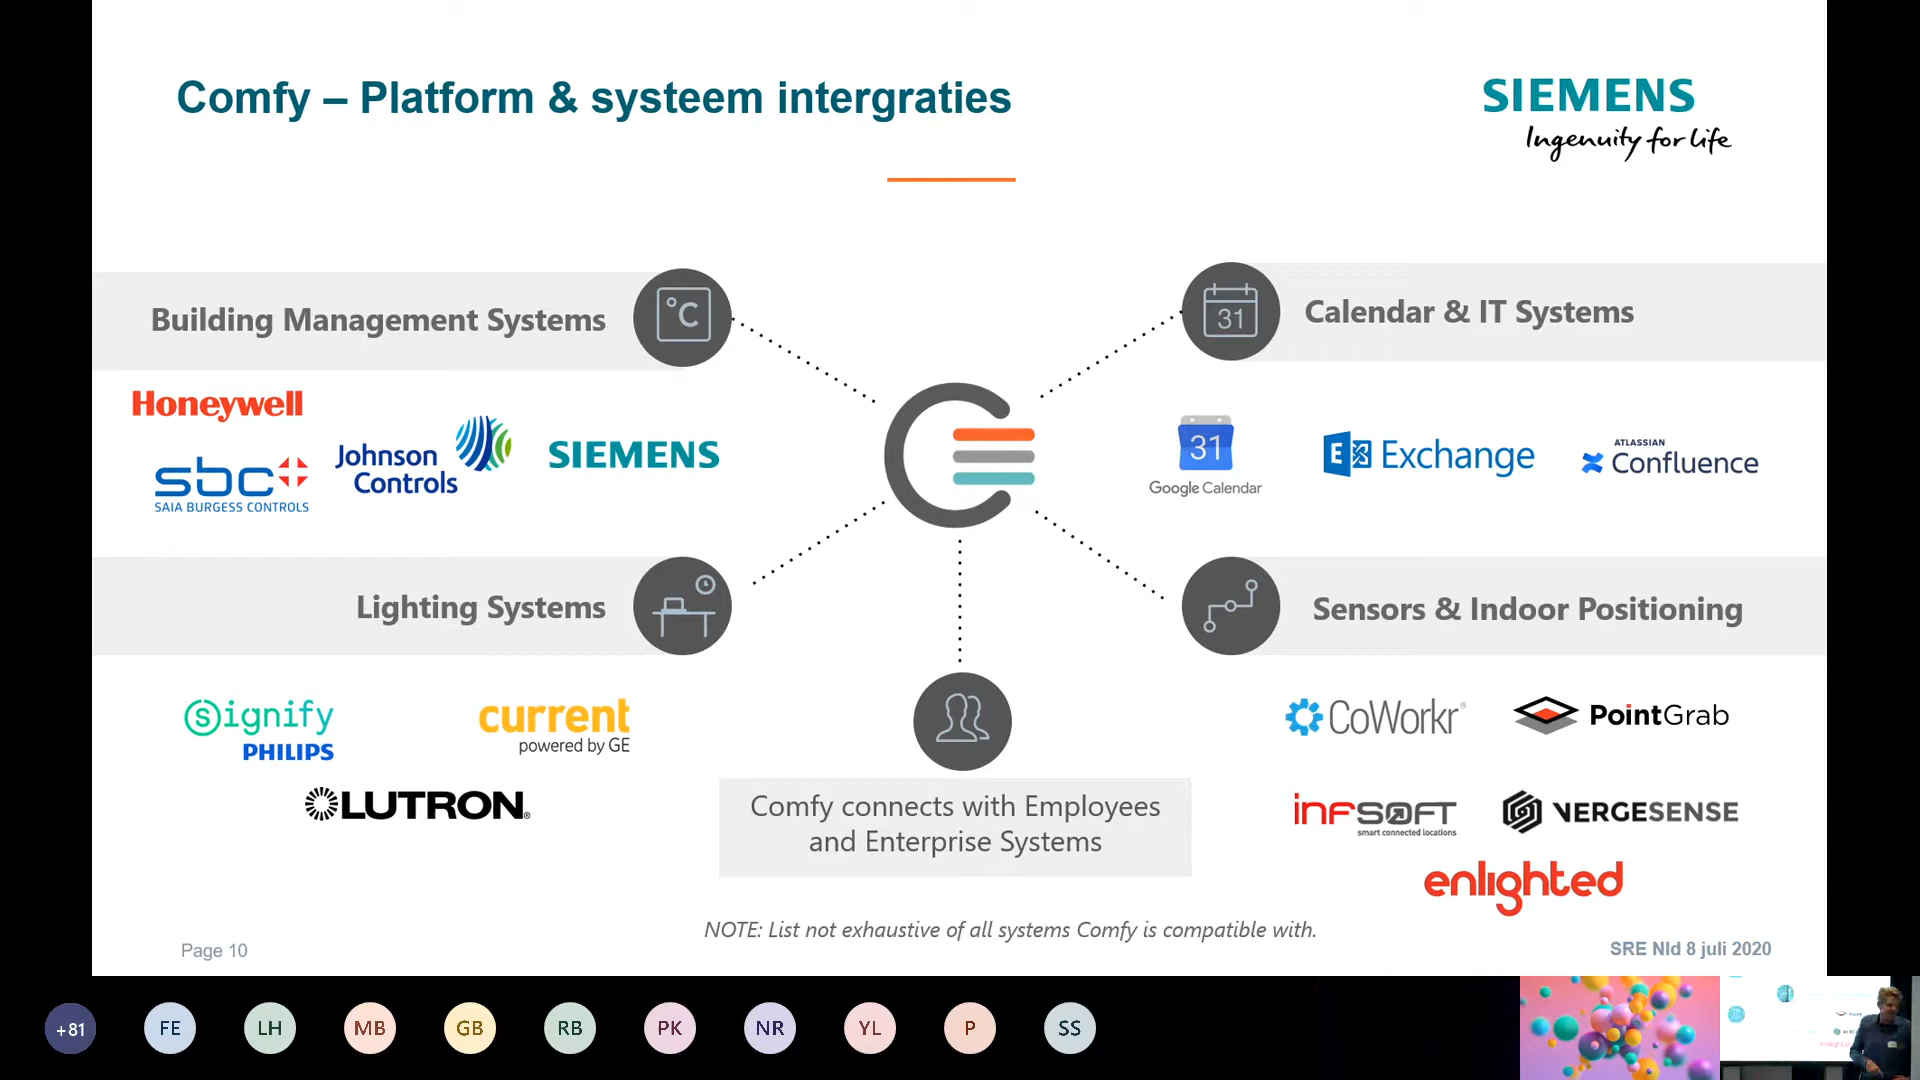 Comfy – Platform & systeem intergraties
SIEMENS
Ingenuity for life
Building Management Systems
°C
31
Calendar & IT Systems
Honeywell
sbc
SAIA BURGESS CONTROLS
Johnson
Controls
SIEMENS
31
Google Calendar
E Exchange
ATLASSIAN
Confluence
Lighting Systems
Sensors & Indoor Positioning
Signify
PHILIPS
current
powered by GE
LUTRON®
CoWorkr®
PointGrab
infsoft
smart connected locations
VERGESENSE
enlighted
Comfy connects with Employees
and Enterprise Systems
NOTE: List not exhaustive of all systems Comfy is compatible with.
Page 10
SRE Nld 8 juli 2020
+81
FE
LH
MB
GB
RB
PK
NR
YL
P
SS